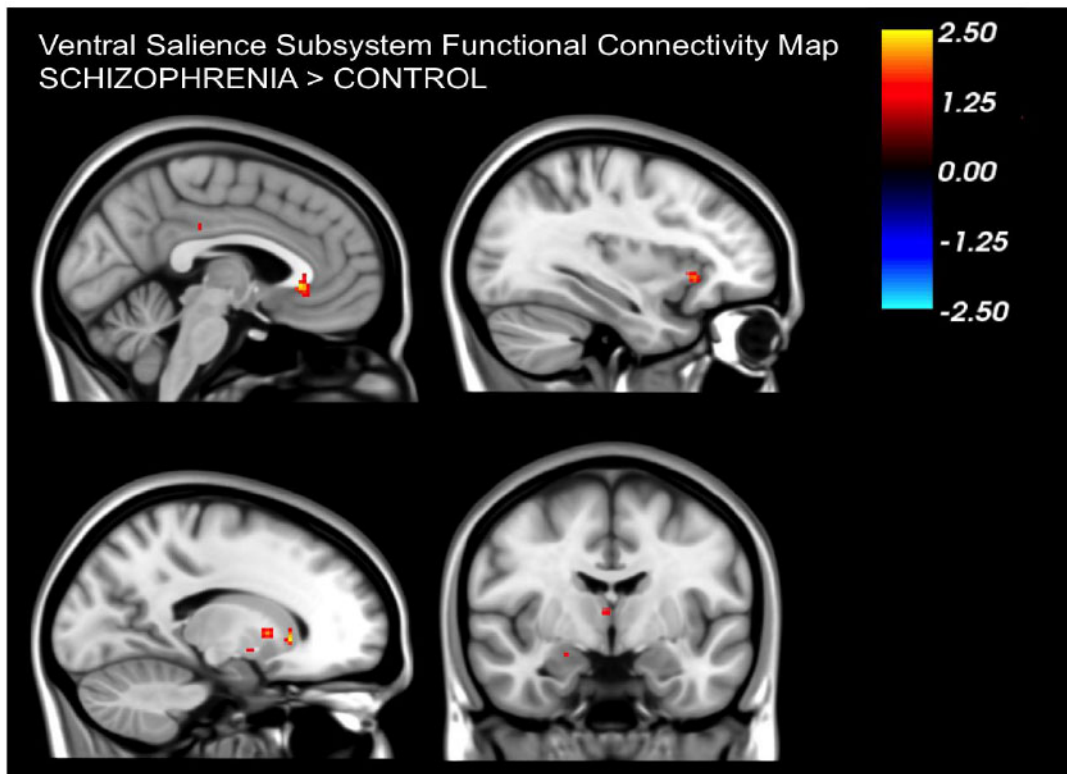 Ventral Salience Subsystem Functional Connectivity Map
SCHIZOPHRENIA > CONTROL
2.50
1.25
0.00
-1.25
-2.50